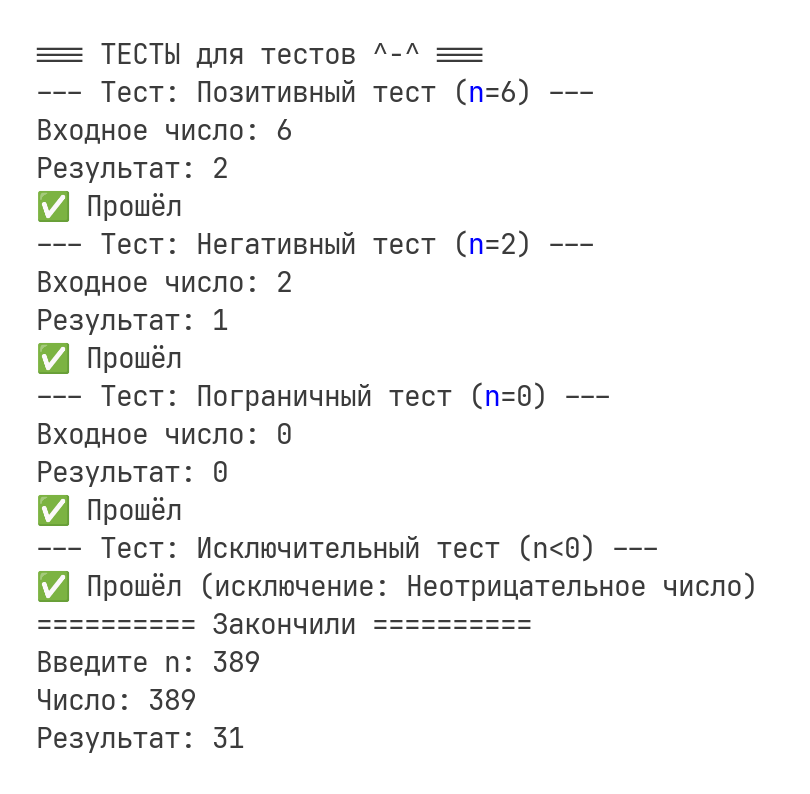 === ТЕСТЫ для тестов ^-^ ===
--- Тест: Позитивный тест (n=6) ---
Входное число: 6
Результат: 2
✅ Прошёл
--- Тест: Негативный тест (n=2) ---
Входное число: 2
Результат: 1
✅ Прошёл
--- Тест: Пограничный тест (n=0) ---
Входное число: 0
Результат: 0
✅ Прошёл
--- Тест: Исключительный тест (n<0) ---
✅ Прошёл (исключение: Неотрицательное число)
========== Закончили ==========
Введите n: 389
Число: 389
Результат: 31